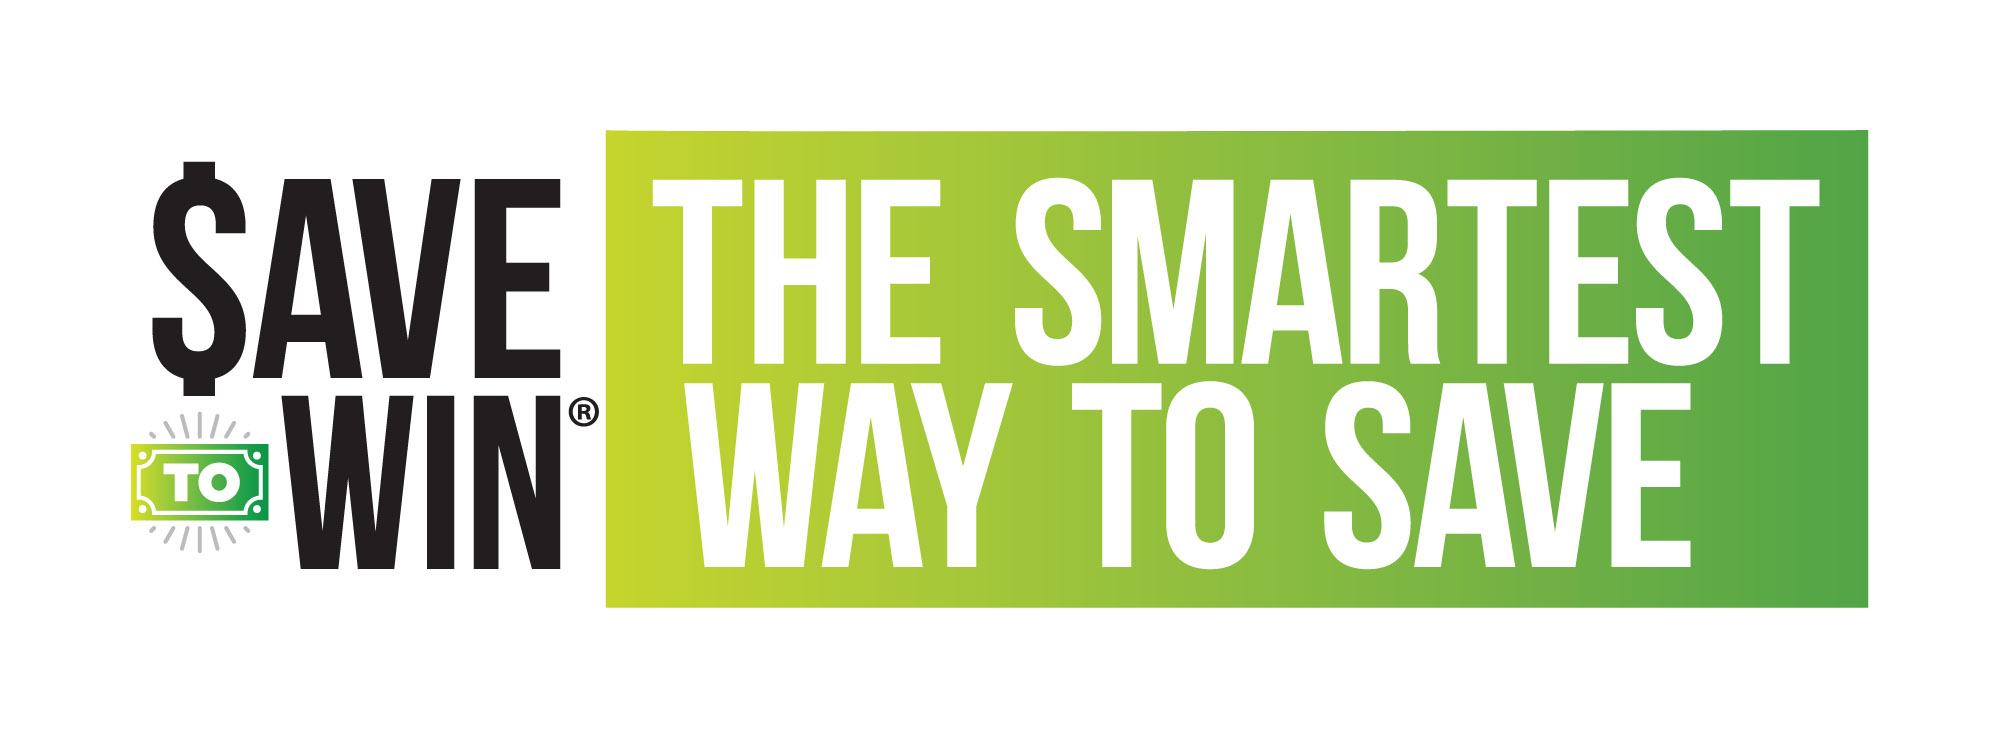 $AVE
TO WIN®
THE SMARTEST
WAY TO SAVE